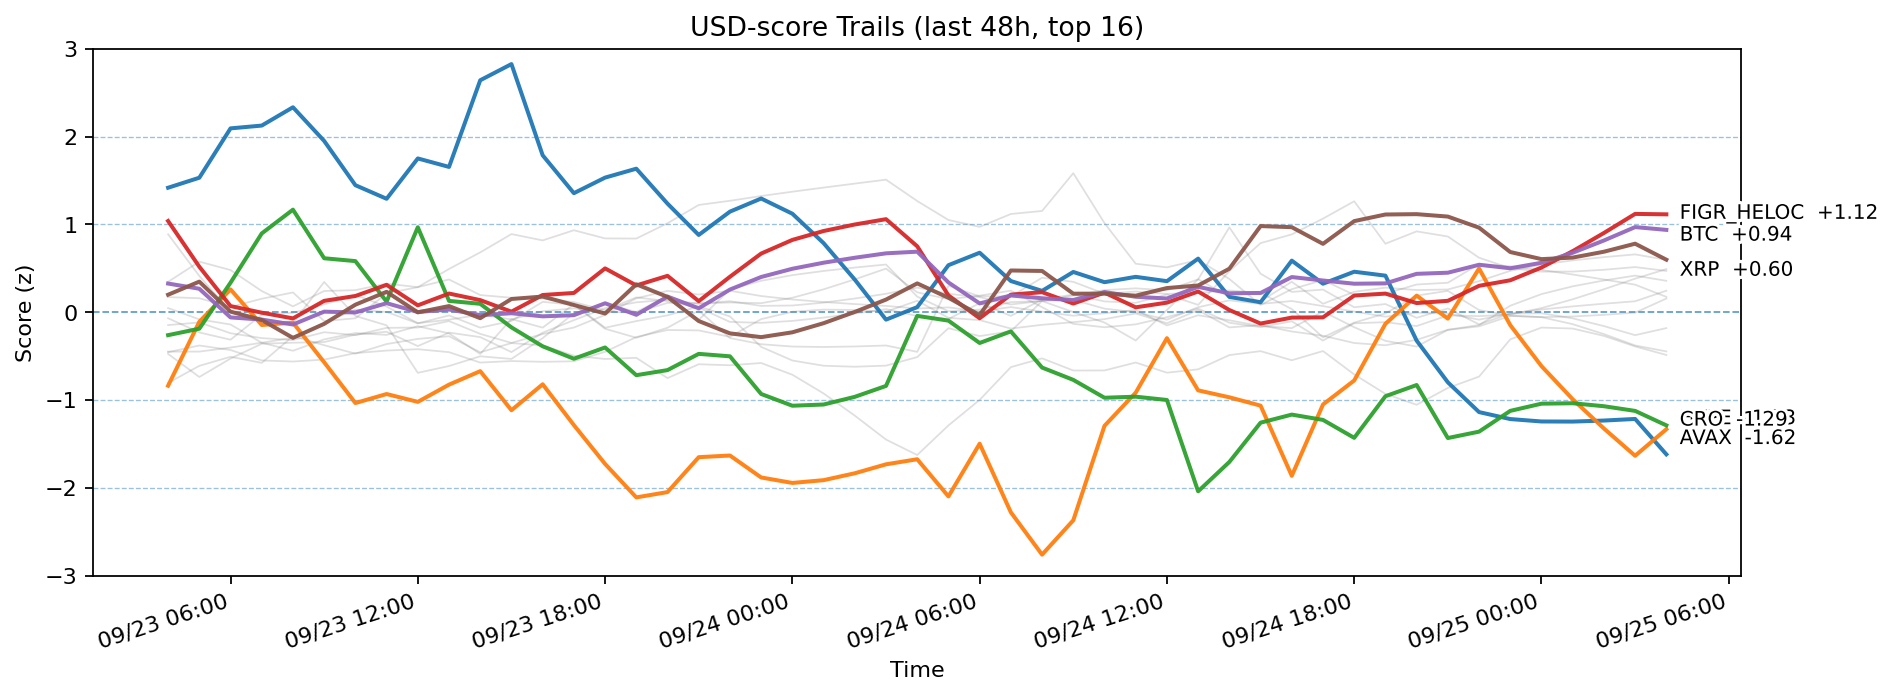 USD-score Trails (last 48h, top 16)
Score (z)
3
2
1
0
−1
−2
−3
FIGR_HELOC +1.12
BTC +0.94
XRP +0.60
-1.29
AVAX -1.62
09/23 06:00
09/23 12:00
09/23 18:00
09/24 00:00
09/24 06:00
09/24 12:00
09/24 18:00
09/25 00:00
09/25 06:00
Time